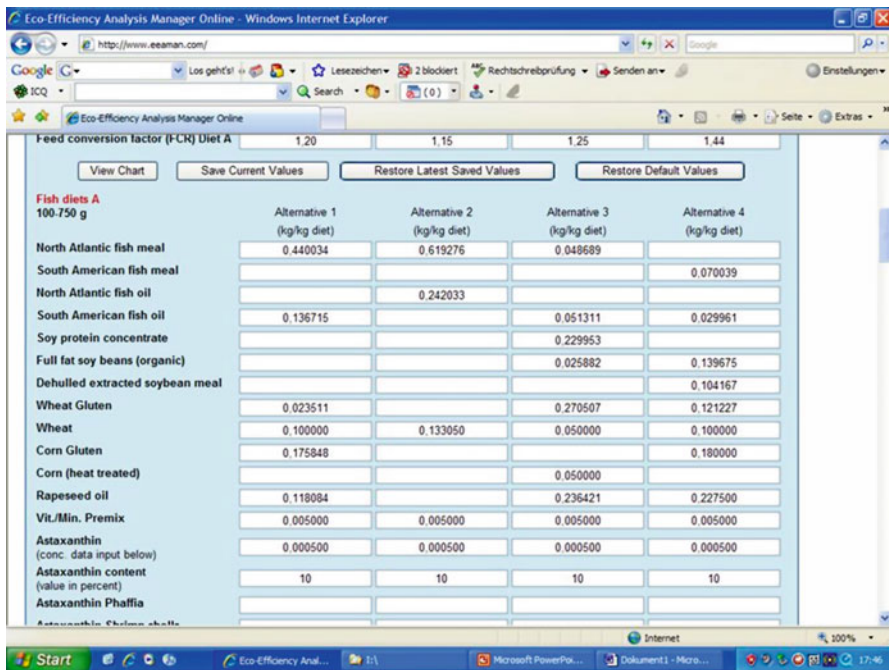 Eco-Efficiency Analysis Manager Online - Windows Internet Explorer
http://www.eeaman.com/ Google
Google G Los geht's! Lesezeichen 2 blockiert Rechtschreibprüfung Senden an Einstellungen
ICQ Search (0)
Eco-Efficiency Analysis Manager Online Seite Extras
Feed conversion factor (FCR) Diet A 1,20 1,15 1,25 1,44
View Chart Save Current Values Restore Latest Saved Values Restore Default Values
Fish diets A
100-750 g Alternative 1 Alternative 2 Alternative 3 Alternative 4
(kg/kg diet) (kg/kg diet) (kg/kg diet) (kg/kg diet)
North Atlantic fish meal 0,440034 0,619276 0,048689
South American fish meal 0,070039
North Atlantic fish oil 0,242033
South American fish oil 0,136715 0,051311 0,029961
Soy protein concentrate 0,229953
Full fat soy beans (organic) 0,025882 0,139675
Dehulled extracted soybean meal 0,104167
Wheat Gluten 0,023511 0,270507 0,121227
Wheat 0,100000 0,133050 0,050000 0,100000
Corn Gluten 0,175848 0,180000
Corn (heat treated) 0,050000
Rapeseed oil 0,118084 0,236421 0,227500
Vit./Min. Premix 0,005000 0,005000 0,005000 0,005000
Astaxanthin
(conc. data input below) 0,000500 0,000500 0,000500 0,000500
Astaxanthin content
(value in percent) 10 10 10 10
Astaxanthin Phaffia
Astaxanthin Shrimp shells
Internet 100%
Start Eco-Efficiency Anal... I:\ Microsoft PowerPoi... Dokument1 - Micro... 17:46